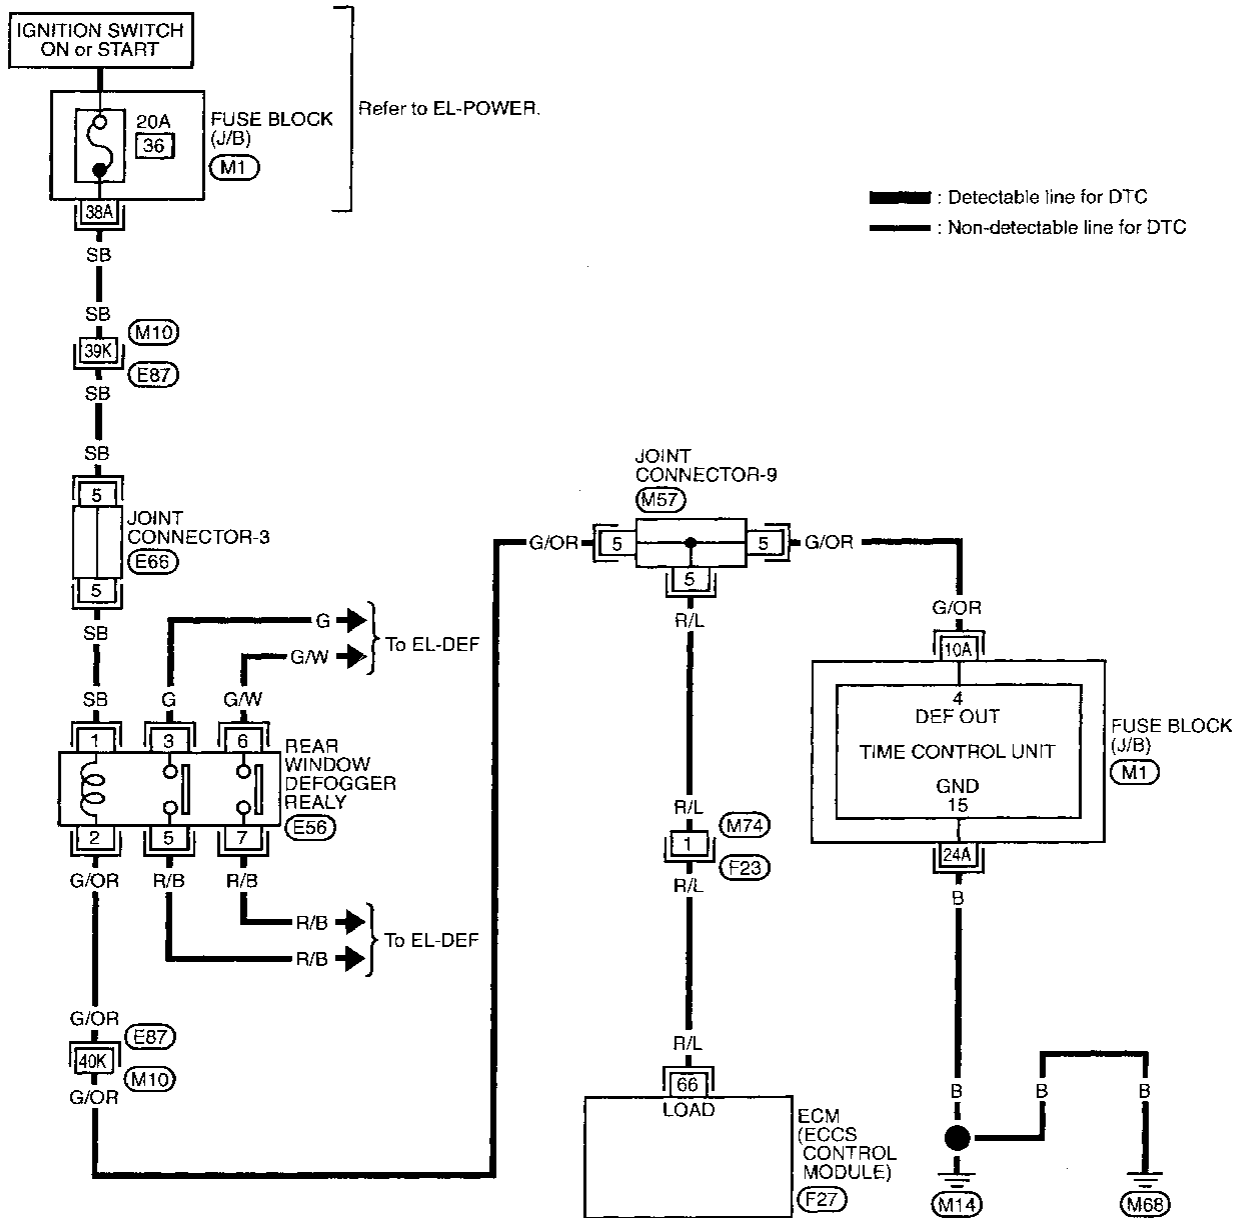 IGNITION SWITCH
ON or START
20A
36
FUSE BLOCK
(J/B)
M1
Refer to EL-POWER.
38A
: Detectable line for DTC
: Non-detectable line for DTC
SB
SB
M10
39K
E87
SB
SB
5
JOINT
CONNECTOR-3
E66
5
SB
SB
G
G/W
To EL-DEF
G
G/W
1
3
6
REAR
WINDOW
DEFOGGER
REALY
E56
2
5
7
G/OR
R/B
R/B
R/B
R/B
To EL-DEF
G/OR
E87
40K
M10
G/OR
JOINT
CONNECTOR-9
M57
G/OR
5
5
G/OR
5
R/L
R/L
M74
1
F23
R/L
R/L
66
LOAD
ECM
(ECCS
CONTROL
MODULE)
F27
G/OR
10A
4
DEF OUT
TIME CONTROL UNIT
GND
15
FUSE BLOCK
(J/B)
M1
24A
B
B
B
B
M14
M68